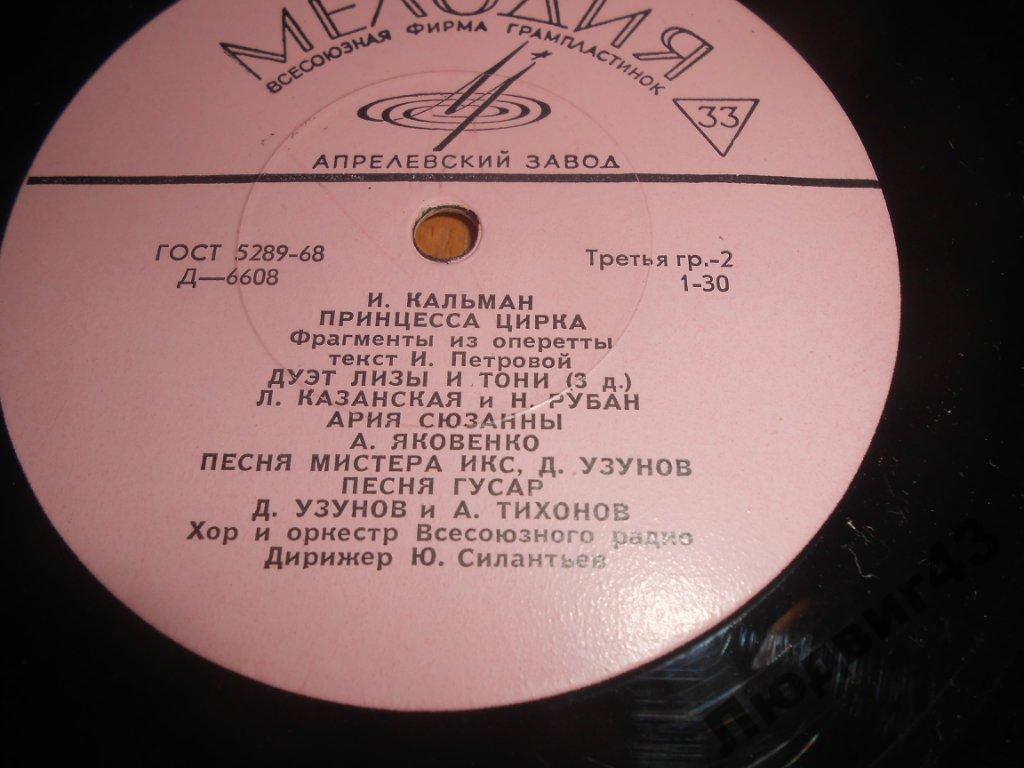 МЕЛОДИЯ
ВСЕСОЮЗНАЯ ФИРМА ГРАМПЛАСТИНОК
33
АПРЕЛЕВСКИЙ ЗАВОД
ГОСТ 5289-68
Д—6608
Третья гр.-2
1-30
И. КАЛЬМАН
ПРИНЦЕССА ЦИРКА
Фрагменты из оперетты
текст И. Петровой
ДУЭТ ЛИЗЫ И ТОНИ (3 д.)
Л. КАЗАНСКАЯ и Н. РУБАН
АРИЯ СЮЗАННЫ
А. ЯКОВЕНКО
ПЕСНЯ МИСТЕРА ИКС, Д. УЗУНОВ
ПЕСНЯ ГУСАР
Д. УЗУНОВ и А. ТИХОНОВ
Хор и оркестр Всесоюзного радио
Дирижер Ю. Силантьев
Людвиг43